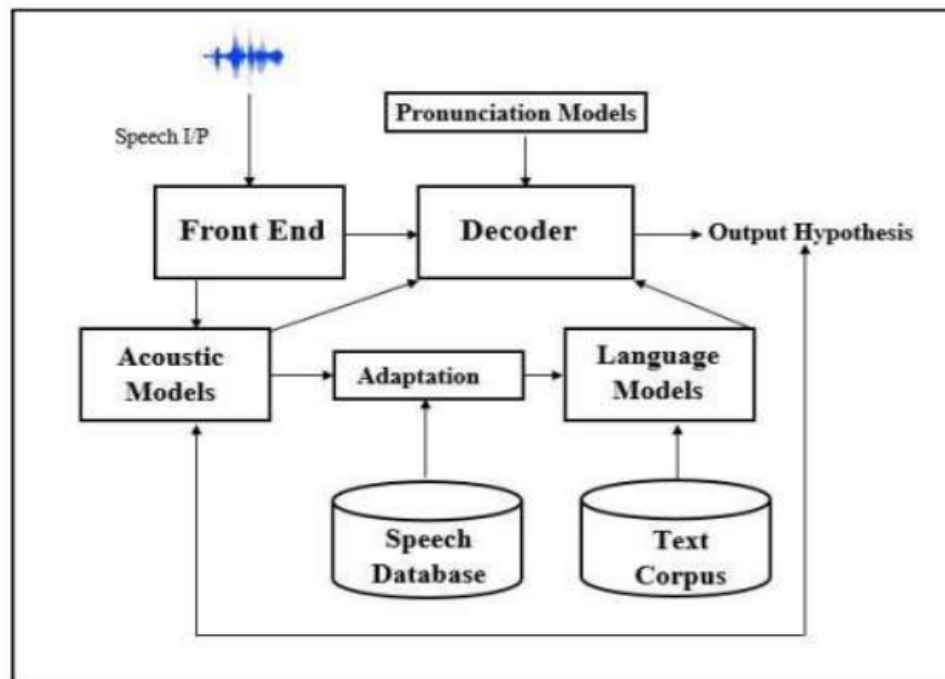 Pronunciation Models
Speech I/P
Front End
Decoder
Output Hypothesis
Acoustic
Models
Adaptation
Language
Models
Speech
Database
Text
Corpus